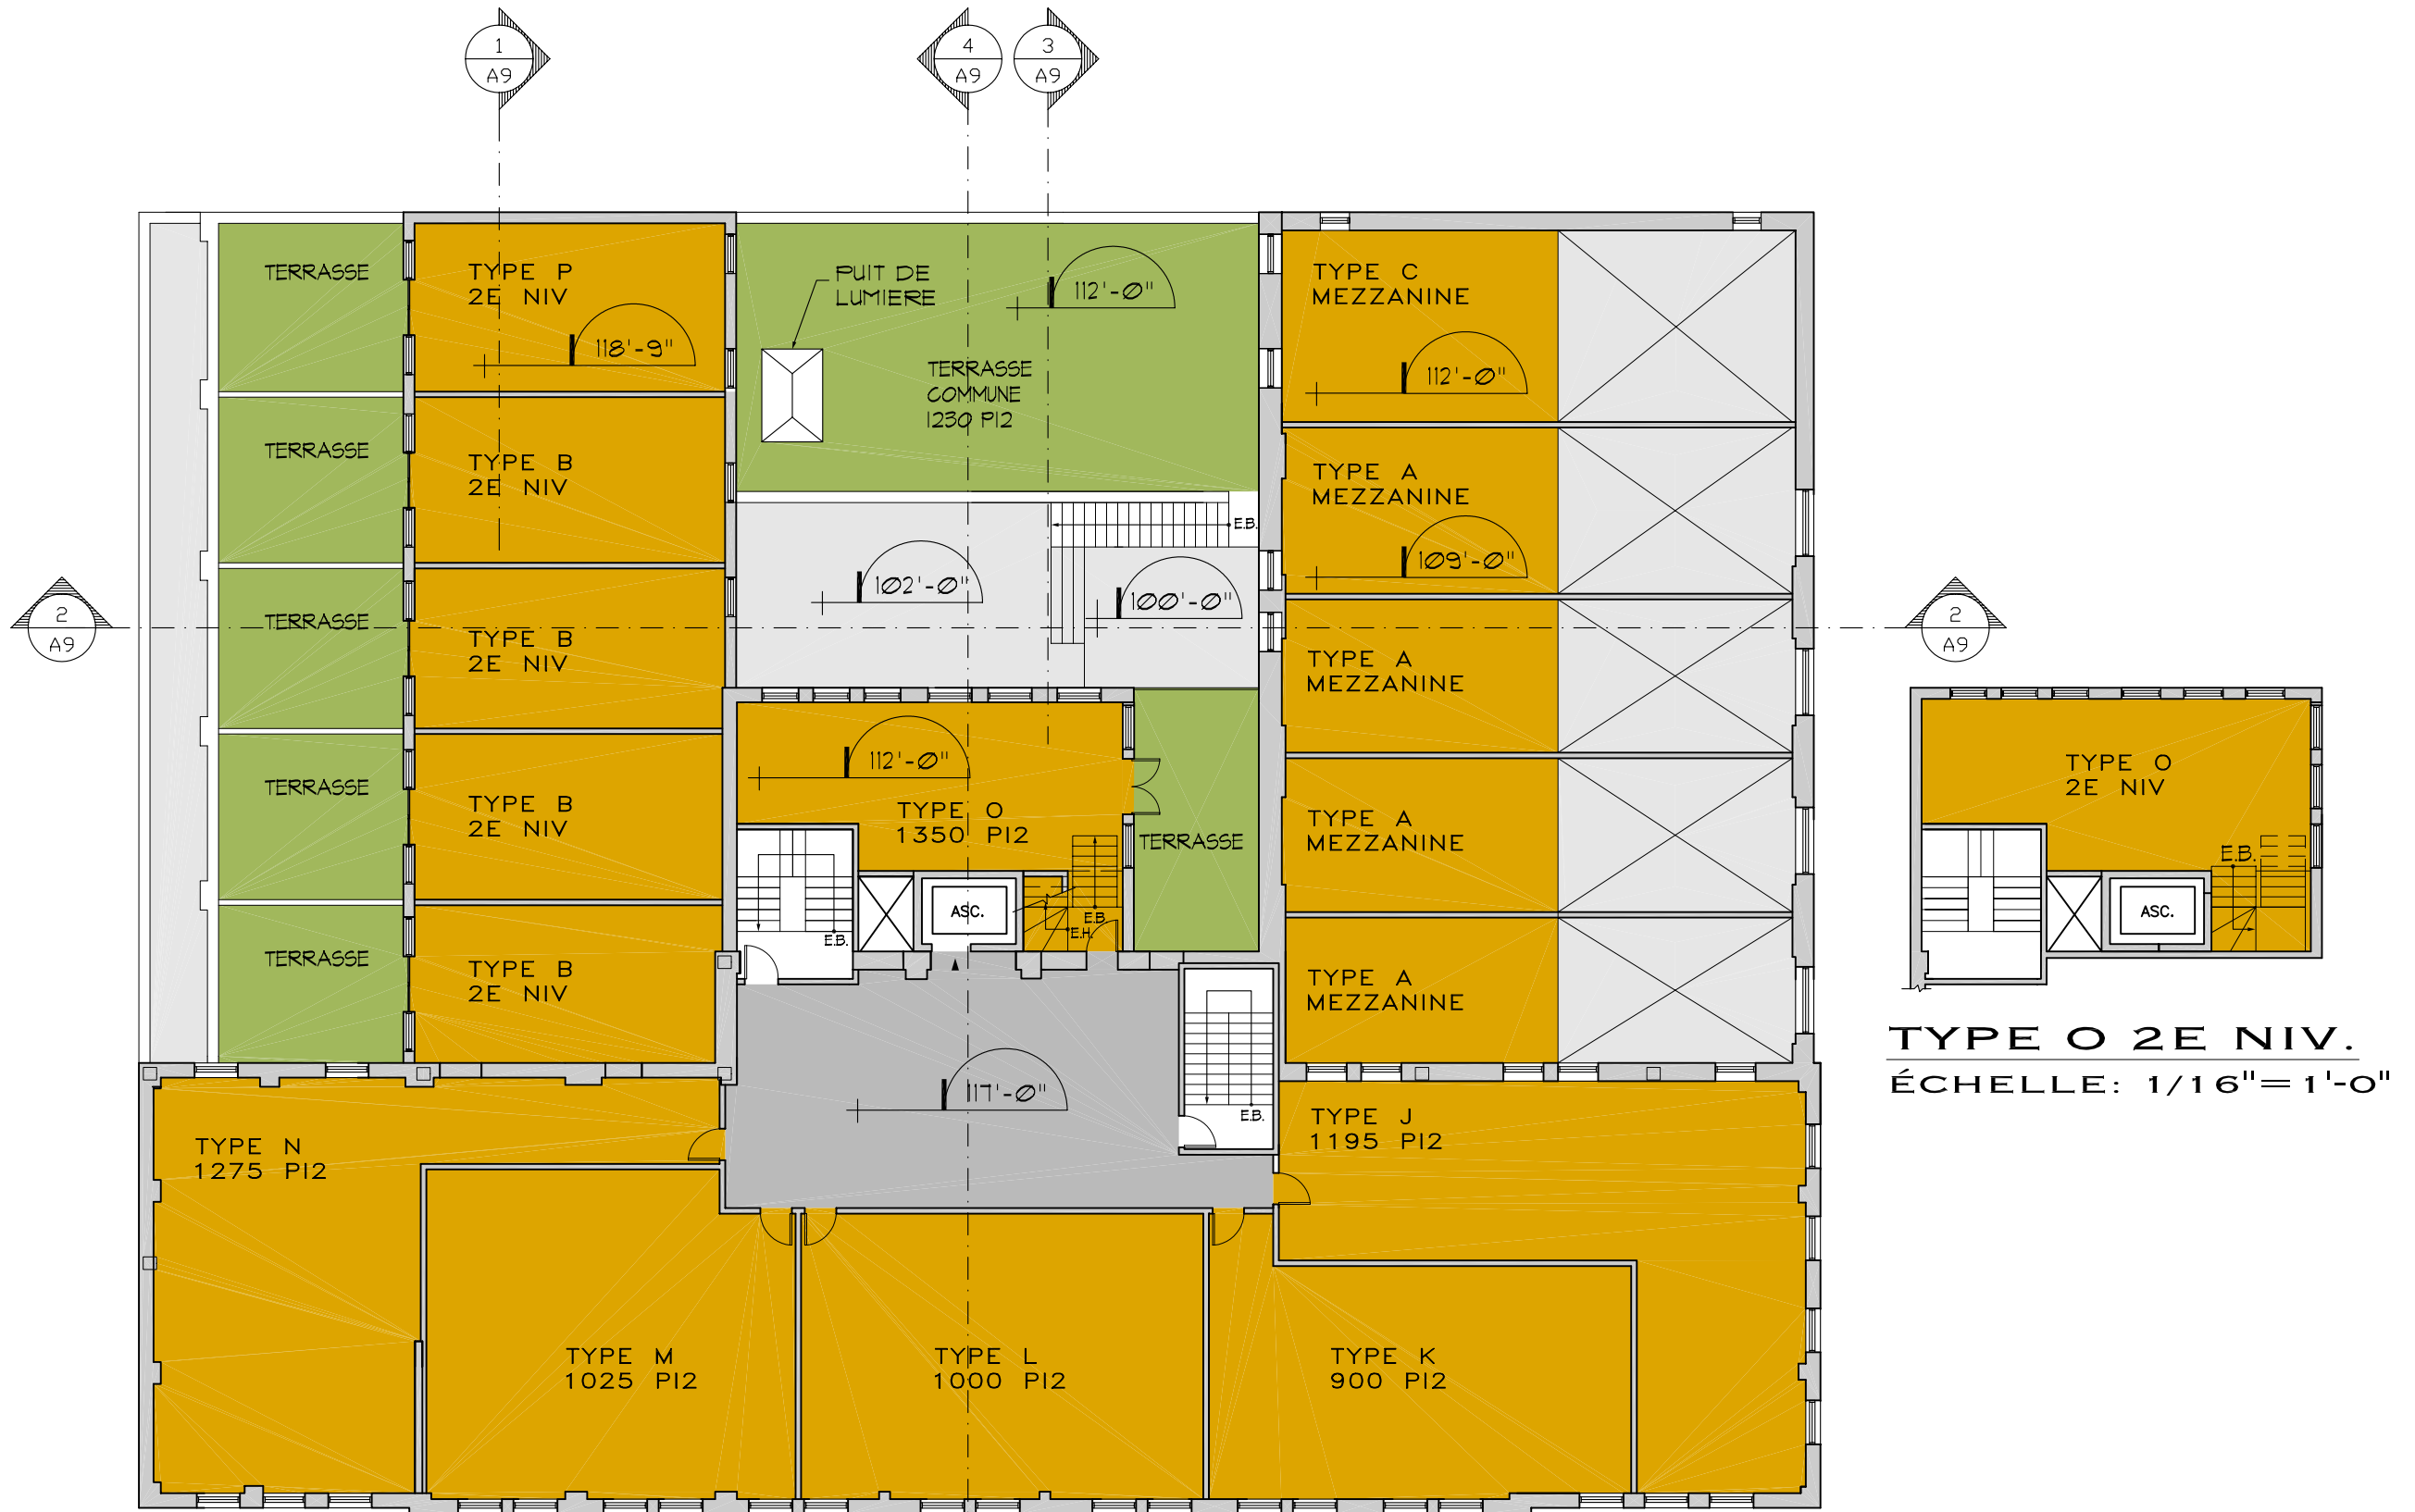 1
A9
4
A9
3
A9
TERRASSE
TYPE P
2E NIV
118'-9"
PUIT DE
LUMIERE
112'-0"
TERRASSE
COMMUNE
1230 PI2
TYPE C
MEZZANINE
112'-0"
TERRASSE
TYPE B
2E NIV
TYPE A
MEZZANINE
E.B.
109'-0"
102'-0"
100'-0"
2
A9
2
A9
TERRASSE
TYPE B
2E NIV
TYPE A
MEZZANINE
112'-0"
TYPE O
1350 PI2
TERRASSE
TYPE B
2E NIV
TERRASSE
TYPE A
MEZZANINE
ASC.
E.B.
E.B.
E.H.
TERRASSE
TYPE B
2E NIV
TYPE A
MEZZANINE
TYPE O
2E NIV
E.B.
ASC.
TYPE O 2E NIV.
ÉCHELLE: 1/16"=1'-0"
117'-0"
E.B.
TYPE N
1275 PI2
TYPE J
1195 PI2
TYPE M
1025 PI2
TYPE L
1000 PI2
TYPE K
900 PI2